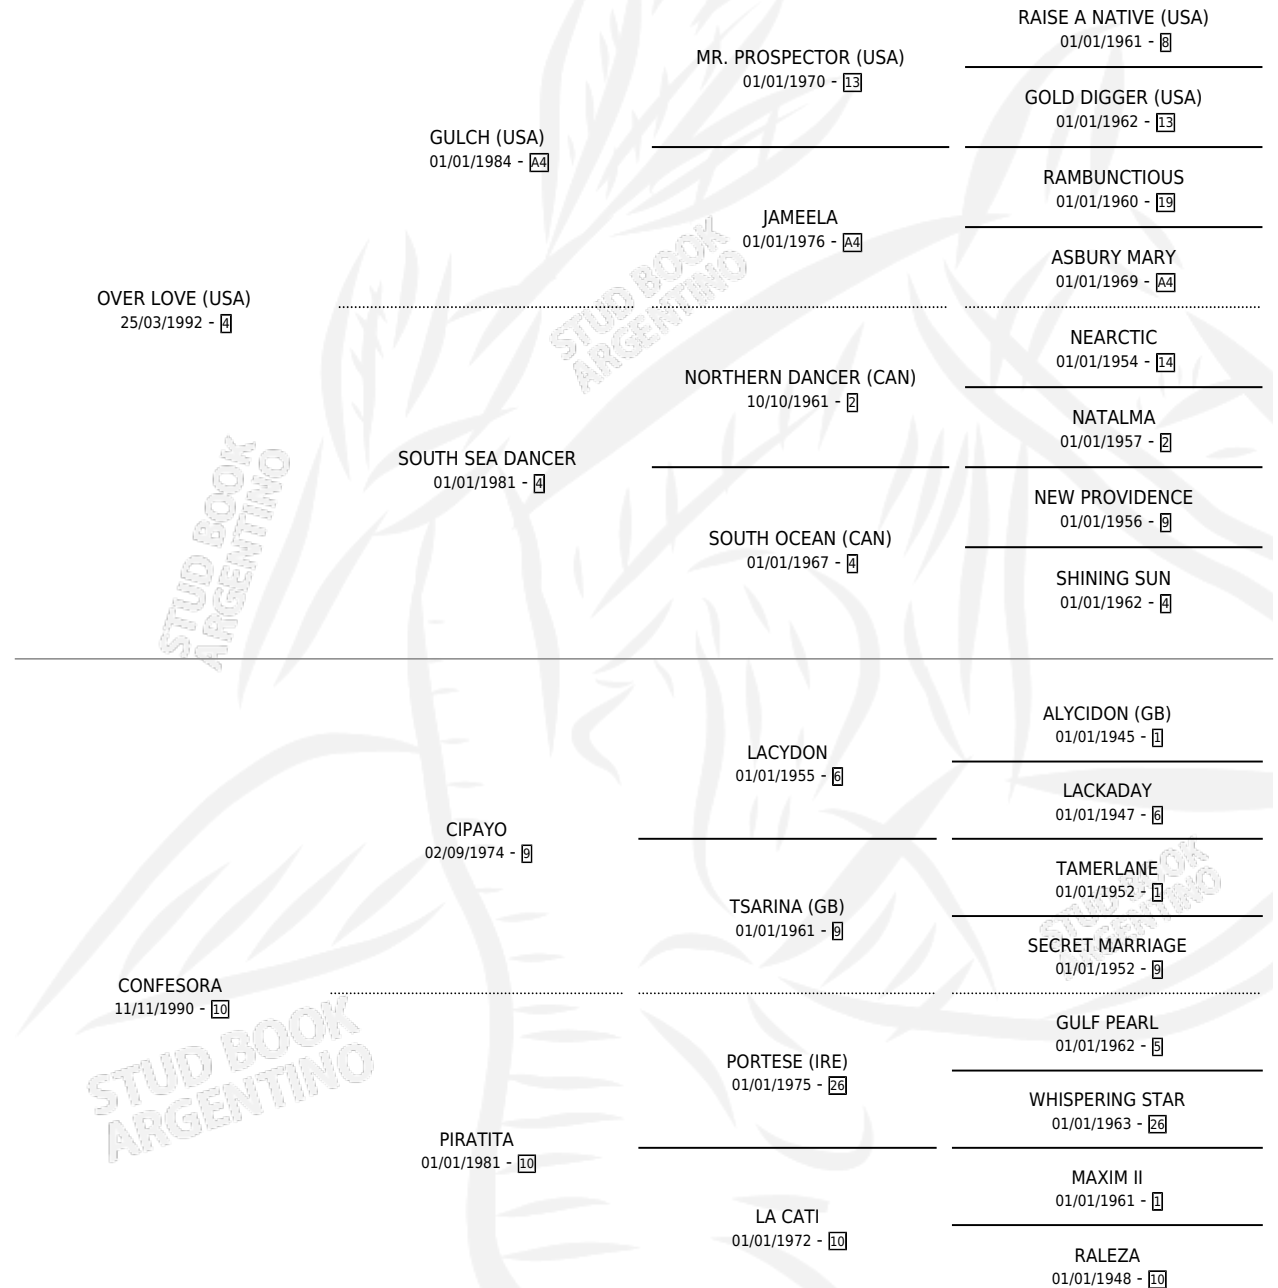 RAISE A NATIVE (USA)
01/01/1961 - 8
MR. PROSPECTOR (USA)
01/01/1970 - 13
GOLD DIGGER (USA)
01/01/1962 - 13
GULCH (USA)
01/01/1984 - A4
RAMBUNCTIOUS
01/01/1960 - 19
JAMEELA
01/01/1976 - A4
ASBURY MARY
01/01/1969 - A4
OVER LOVE (USA)
25/03/1992 - 4
STUD BOOK
ARGENTINO
NEARCTIC
01/01/1954 - 14
NORTHERN DANCER (CAN)
10/10/1961 - 2
NATALMA
01/01/1957 - 2
SOUTH SEA DANCER
01/01/1981 - 4
NEW PROVIDENCE
01/01/1956 - 9
SOUTH OCEAN (CAN)
01/01/1967 - 4
SHINING SUN
01/01/1962 - 4
STUD BOOK
ARGENTINO
ALYCIDON (GB)
01/01/1945 - 1
LACYDON
01/01/1955 - 6
LACKADAY
01/01/1947 - 6
CIPAYO
02/09/1974 - 9
TAMERLANE
01/01/1952 - 1
TSARINA (GB)
01/01/1961 - 9
SECRET MARRIAGE
01/01/1952 - 9
STUD BOOK
ARGENTINO
CONFESORA
11/11/1990 - 10
GULF PEARL
01/01/1962 - 5
PORTESE (IRE)
01/01/1975 - 26
WHISPERING STAR
01/01/1963 - 26
STUD BOOK
ARGENTINO
PIRATITA
01/01/1981 - 10
MAXIM II
01/01/1961 - 1
LA CATI
01/01/1972 - 10
RALEZA
01/01/1948 - 10